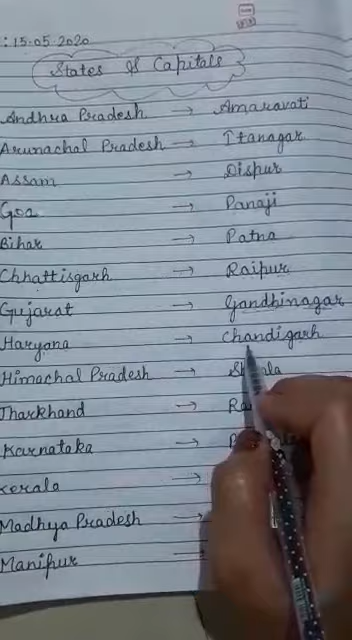 : 15.05.2020
States & Capitals
Andhra Pradesh → Amaravati
Arunachal Pradesh → Itanagar
Assam → Dispur
Goa → Panaji
Bihar → Patna
Chhattisgarh → Raipur
Gujarat → Gandhinagar
Haryana → Chandigarh
Himachal Pradesh →
Jharkhand →
Karnataka →
Kerala →
Madhya Pradesh →
Manipur →